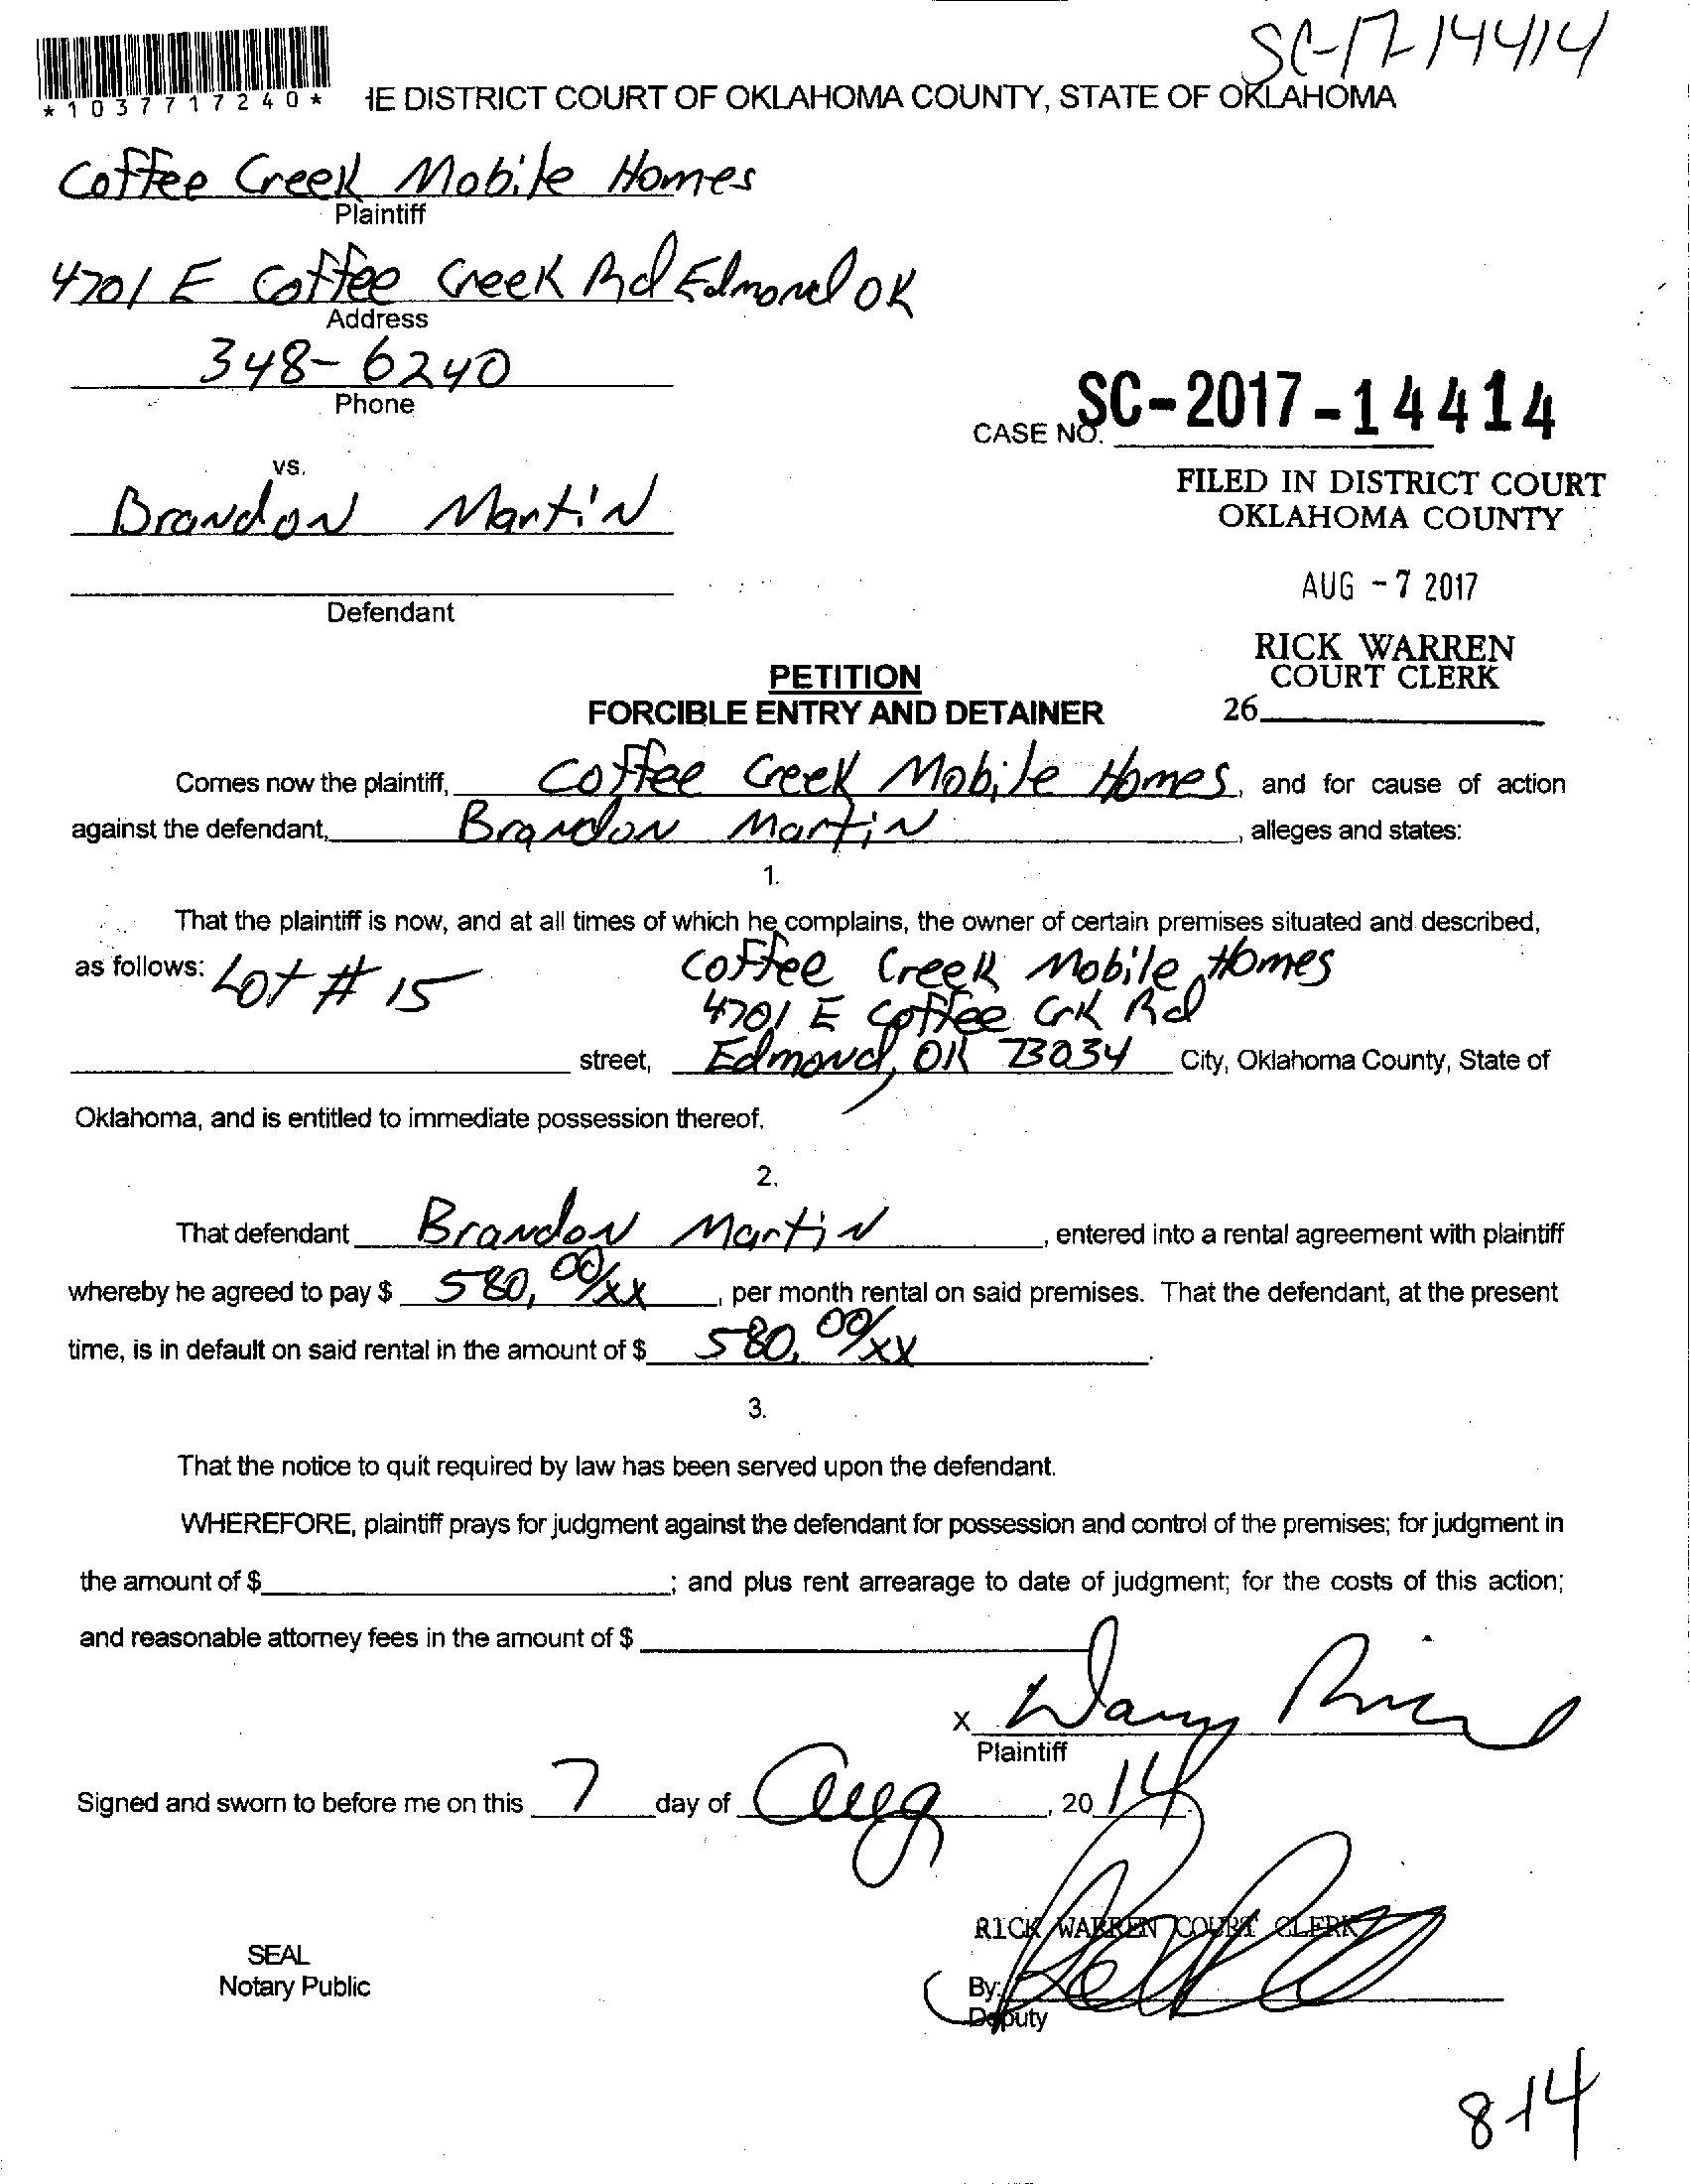 SC-17-14414
*1037717240*
IE DISTRICT COURT OF OKLAHOMA COUNTY, STATE OF OKLAHOMA
Coffee Creek Mobile Homes
Plaintiff
4701 E Coffee Creek Rd Edmond OK
Address
348-6240
Phone
CASE NO. SC-2017-14414
vs.
FILED IN DISTRICT COURT
OKLAHOMA COUNTY
Brandon Martin
AUG -7 2017
Defendant
RICK WARREN
COURT CLERK
26
PETITION
FORCIBLE ENTRY AND DETAINER
Comes now the plaintiff, Coffee Creek Mobile Homes, and for cause of action
against the defendant, Brandon Martin, alleges and states:
1.
That the plaintiff is now, and at all times of which he complains, the owner of certain premises situated and described,
as follows: Lot # 15 Coffee Creek Mobile Homes
4701 E Coffee Crk Rd
street, Edmond, OK 73034 City, Oklahoma County, State of
Oklahoma, and is entitled to immediate possession thereof.
2.
That defendant Brandon Martin, entered into a rental agreement with plaintiff
whereby he agreed to pay $ 580, 00/xx, per month rental on said premises. That the defendant, at the present
time, is in default on said rental in the amount of $ 580, 00/xx.
3.
That the notice to quit required by law has been served upon the defendant.
WHEREFORE, plaintiff prays for judgment against the defendant for possession and control of the premises; for judgment in
the amount of $ ; and plus rent arrearage to date of judgment; for the costs of this action;
and reasonable attorney fees in the amount of $
x
Plaintiff
Signed and sworn to before me on this 7 day of Aug, 2014
RICK WARREN COURT CLERK
SEAL
Notary Public
By:
Deputy
8-14